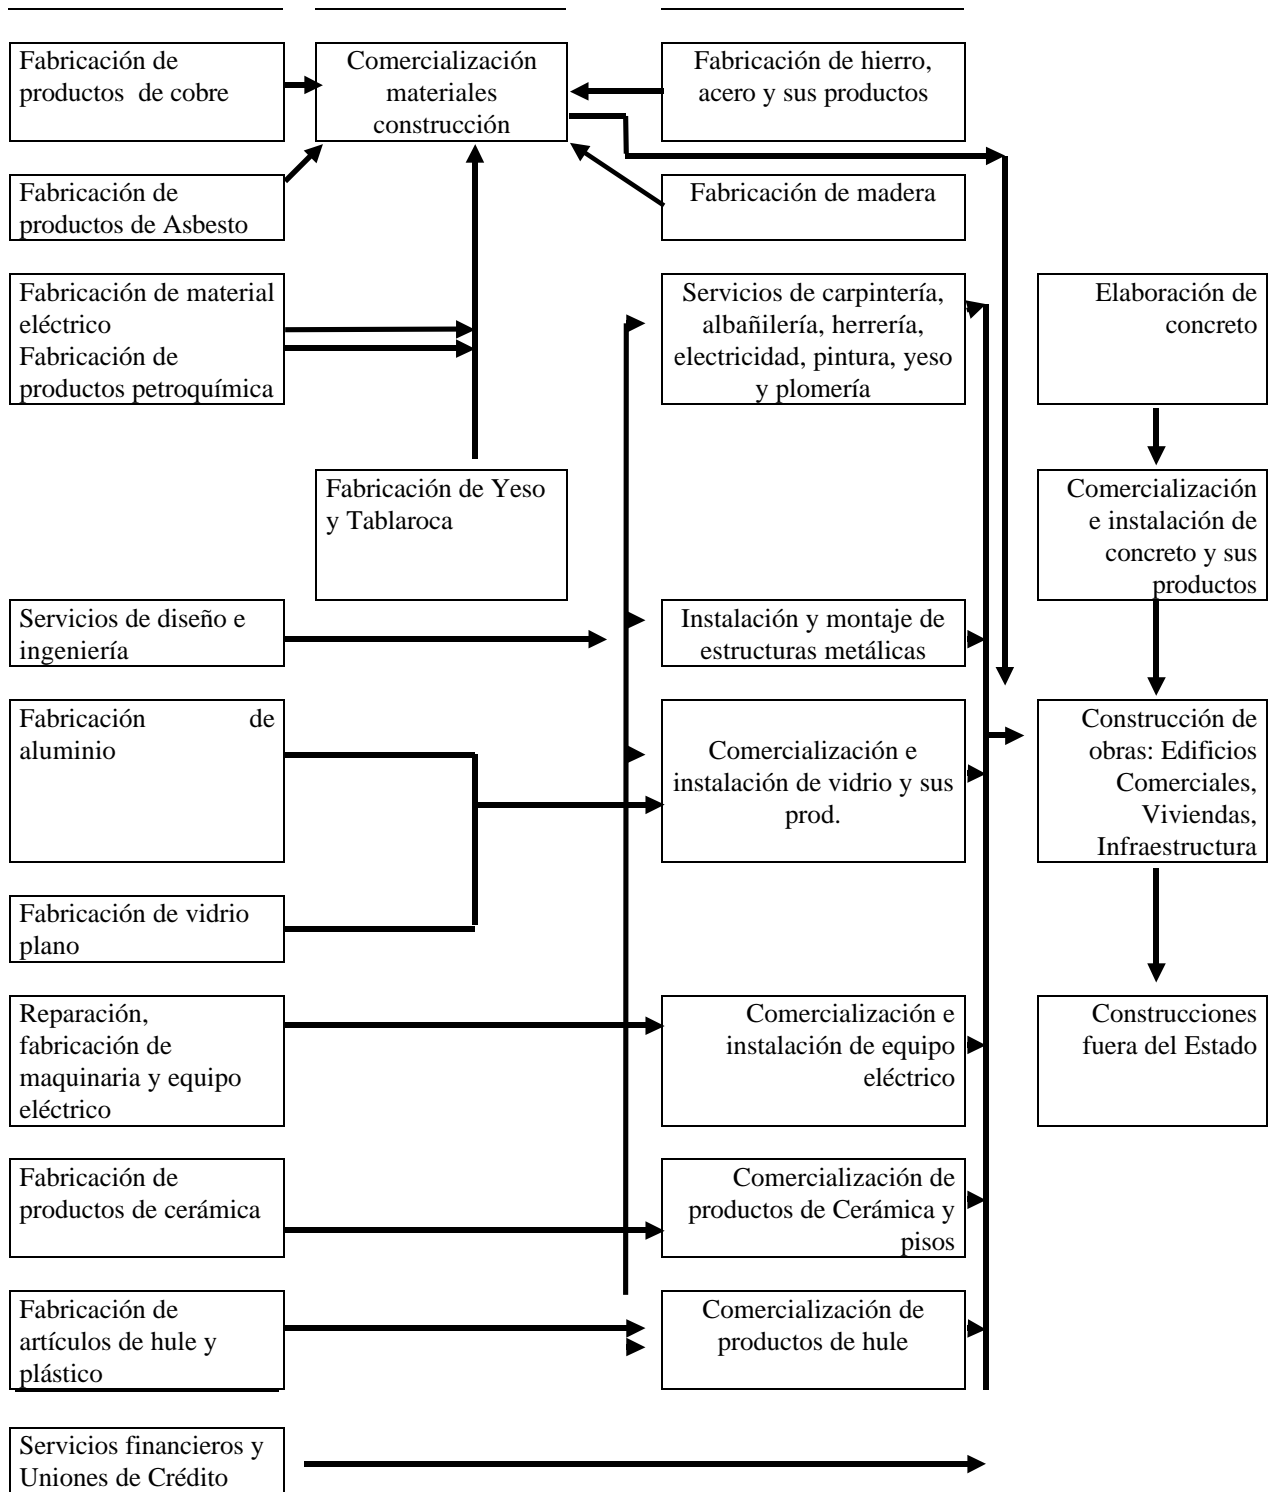 Fabricación de
productos de cobre
Comercialización
materiales
construcción
Fabricación de hierro,
acero y sus productos
Fabricación de
productos de Asbesto
Fabricación de madera
Fabricación de material
eléctrico
Fabricación de
productos petroquímica
Servicios de carpintería,
albañilería, herrería,
electricidad, pintura, yeso
y plomería
Elaboración de
concreto
Fabricación de Yeso
y Tablaroca
Comercialización
e instalación de
concreto y sus
productos
Servicios de diseño e
ingeniería
Instalación y montaje de
estructuras metálicas
Fabricación de
aluminio
Comercialización e
instalación de vidrio y sus
prod.
Construcción de
obras: Edificios
Comerciales,
Viviendas,
Infraestructura
Fabricación de vidrio
plano
Reparación,
fabricación de
maquinaria y equipo
eléctrico
Comercialización e
instalación de equipo
eléctrico
Construcciones
fuera del Estado
Fabricación de
productos de cerámica
Comercialización de
productos de Cerámica y
pisos
Fabricación de
artículos de hule y
plástico
Comercialización de
productos de hule
Servicios financieros y
Uniones de Crédito